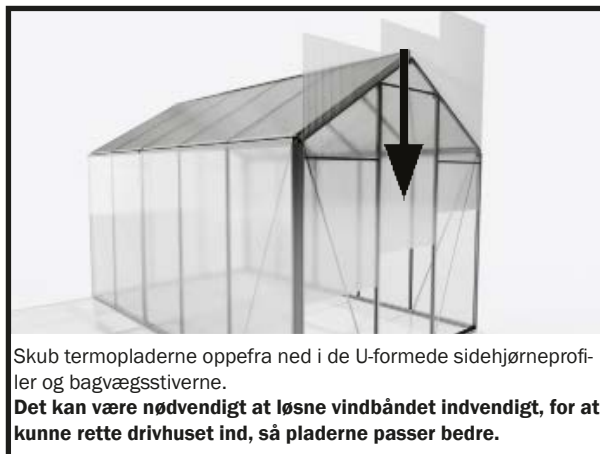 Skub termopladerne oppefra ned i de U-formede sidehjørneprofi-
ler og bagvægsstiverne.
Det kan være nødvendigt at løsne vindbåndet indvendigt, for at
kunne rette drivhuset ind, så pladerne passer bedre.